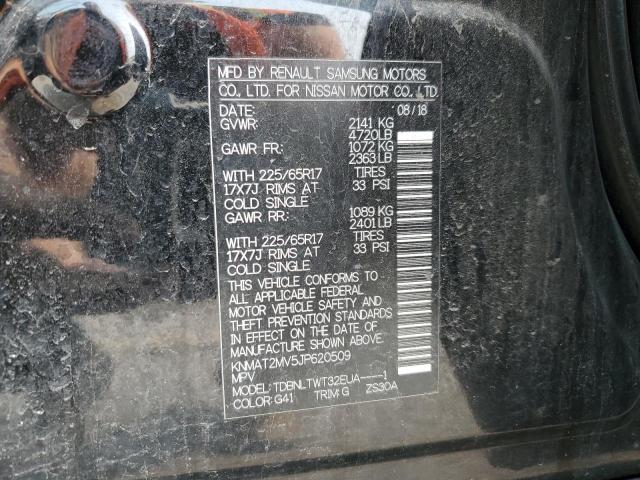 MFD BY RENAULT SAMSUNG MOTORS
CO., LTD. FOR NISSAN MOTOR CO., LTD.
DATE: 08/18
GVWR: 2141 KG
4720LB
GAWR FR: 1072 KG
2363LB
WITH 225/65R17 TIRES
17X7J RIMS AT 33 PSI
COLD SINGLE
GAWR RR: 1089 KG
2401LB
WITH 225/65R17 TIRES
17X7J RIMS AT 33 PSI
COLD SINGLE
THIS VEHICLE CONFORMS TO
ALL APPLICABLE FEDERAL
MOTOR VEHICLE SAFETY AND
THEFT PREVENTION STANDARDS
IN EFFECT ON THE DATE OF
MANUFACTURE SHOWN ABOVE.
KNMAT2MV5JP620509
MPV
MODEL:TDBNLTWT32EUA-----1
COLOR:G41 TRIM:G ZS30A